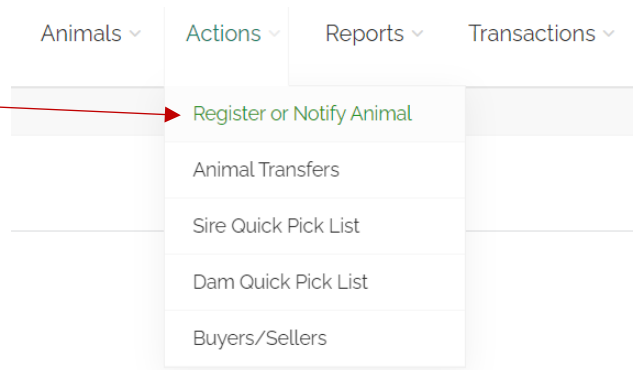 Animals Actions Reports Transactions
Register or Notify Animal
Animal Transfers
Sire Quick Pick List
Dam Quick Pick List
Buyers/Sellers